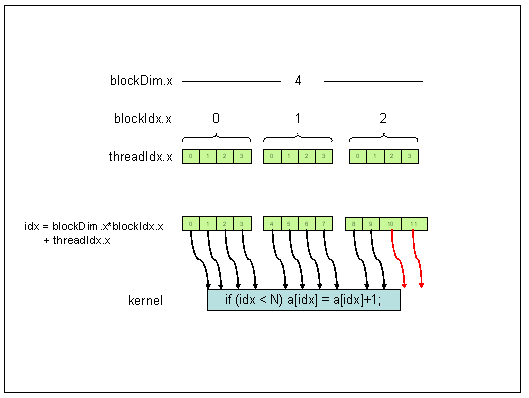 blockDim.x 4
blockIdx.x 0 1 2
threadIdx.x 0 1 2 3 0 1 2 3 0 1 2 3
idx = blockDim.x*blockIdx.x 0 1 2 3 4 5 6 7 8 9 10 11
+ threadIdx.x
kernel if (idx < N) a[idx] = a[idx]+1;